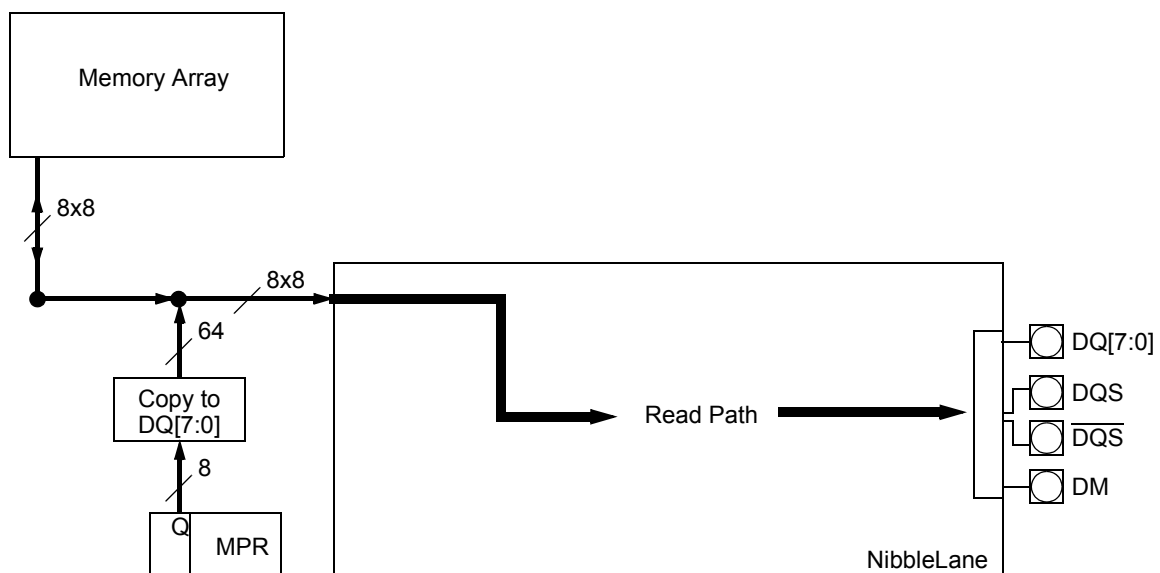 Memory Array
8x8
8x8
64
DQ[7:0]
Copy to
DQ[7:0]
DQS
Read Path
D̅Q̅S̅
8
DM
Q
MPR
NibbleLane